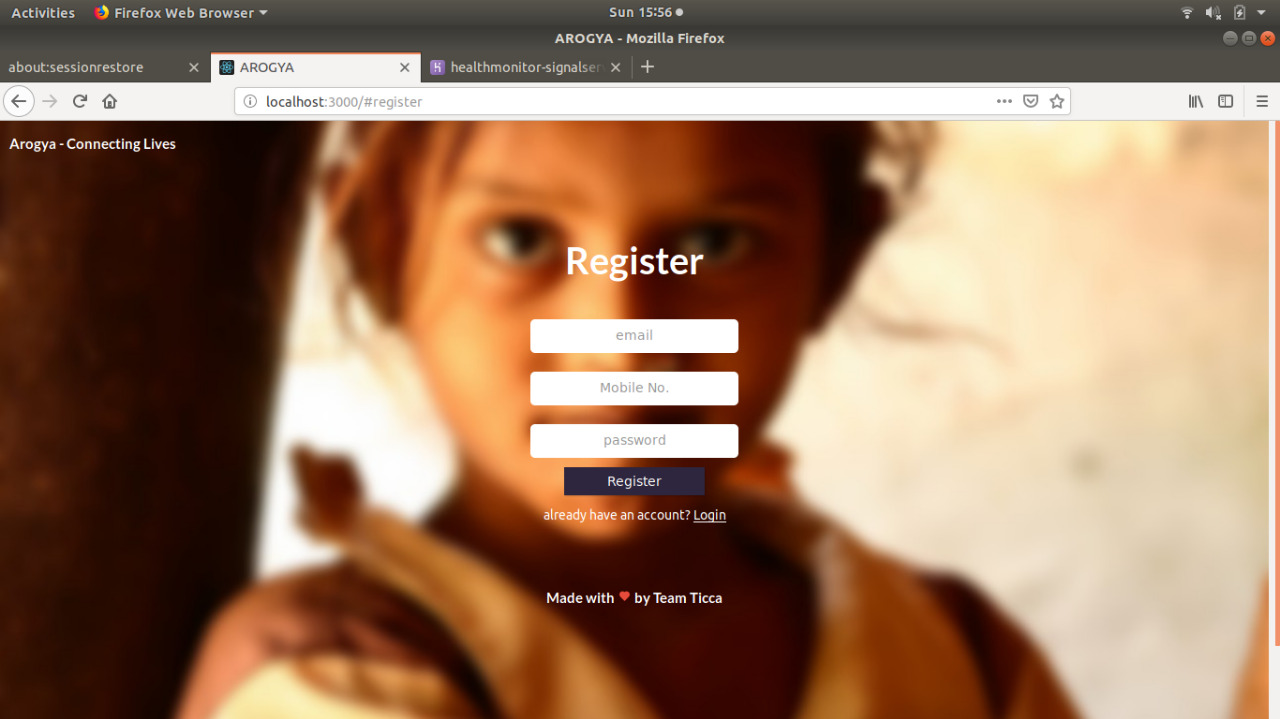 Activities Firefox Web Browser Sun 15:56
AROGYA - Mozilla Firefox
about:sessionrestore AROGYA healthmonitor-signalser
localhost:3000/#register
Arogya - Connecting Lives
Register
email
Mobile No.
password
Register
already have an account? Login
Made with ❤ by Team Ticca